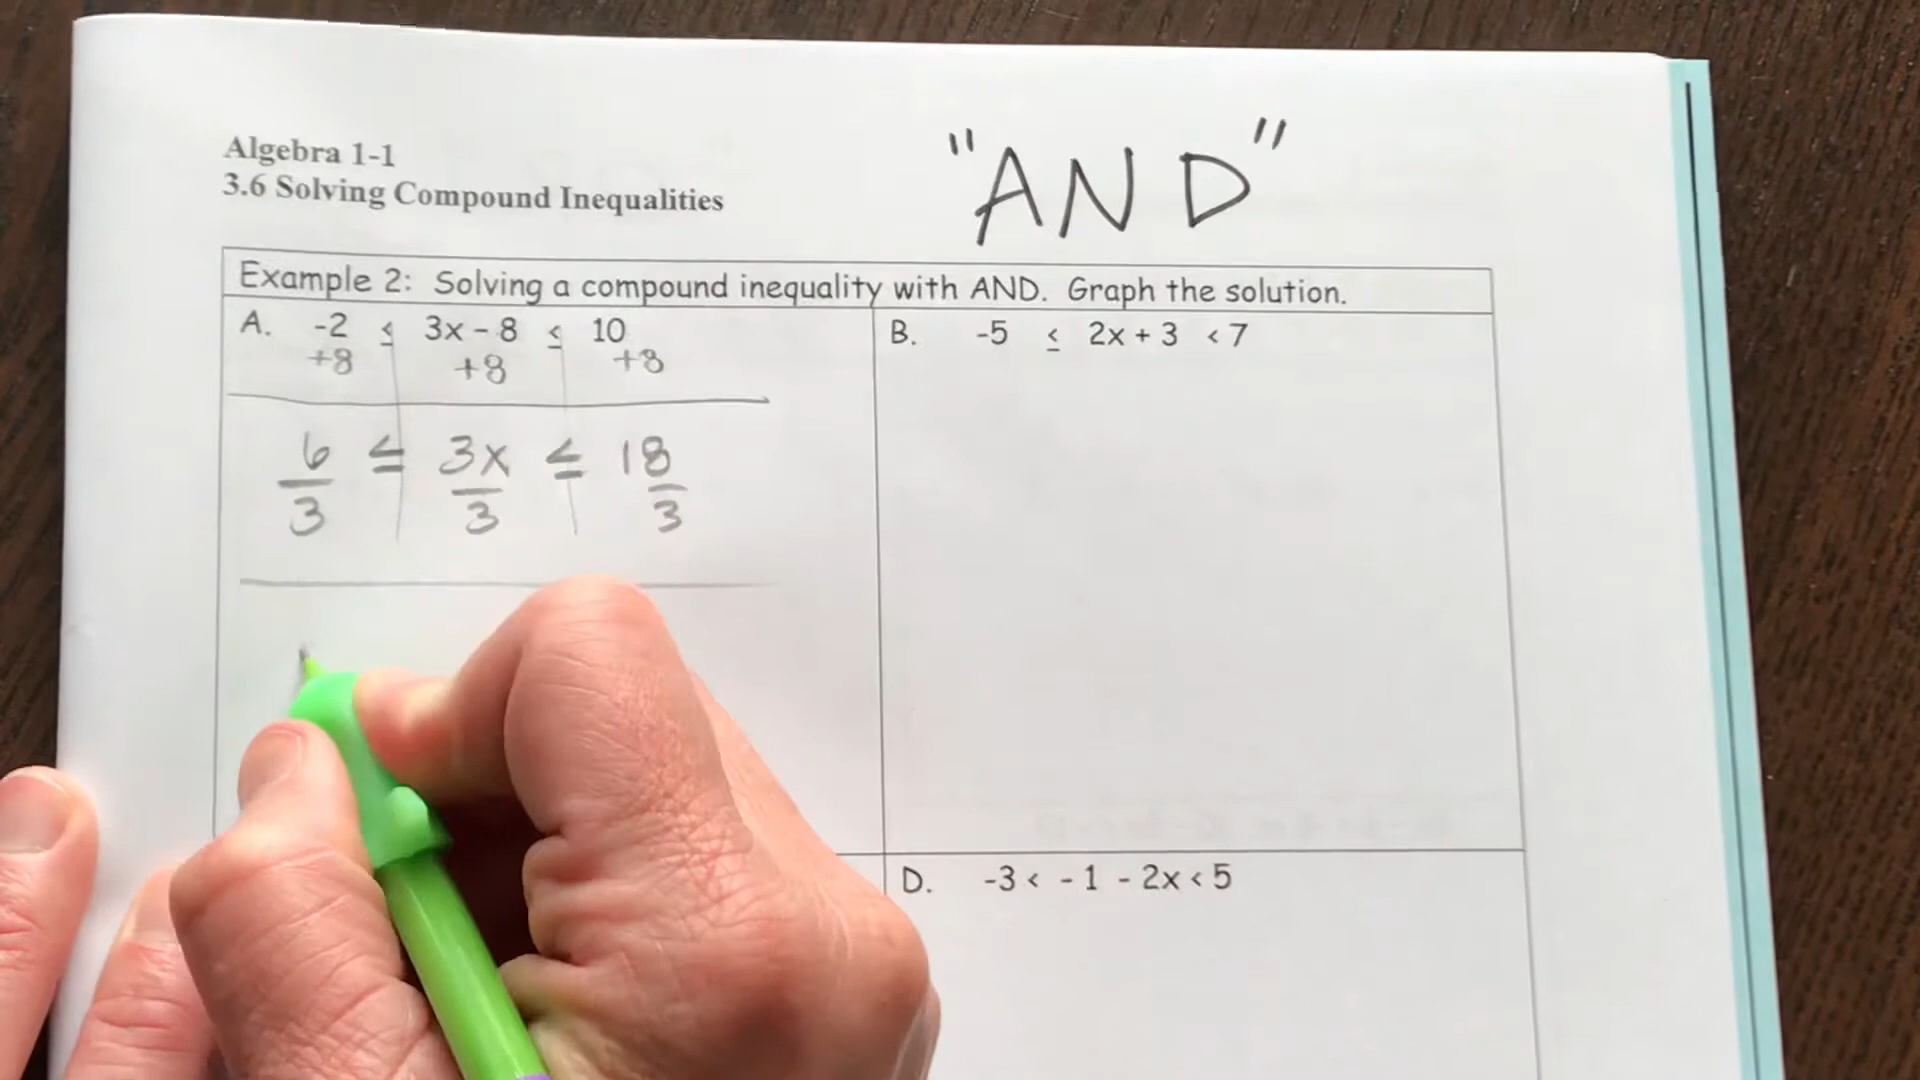 "AND"
Algebra 1-1
3.6 Solving Compound Inequalities
Example 2: Solving a compound inequality with AND. Graph the solution.
A. -2 ≤ 3x - 8 ≤ 10
+8 +8 +8
6 ≤ 3x ≤ 18
3 3 3
B. -5 ≤ 2x + 3 < 7
D. -3 < - 1 - 2x < 5